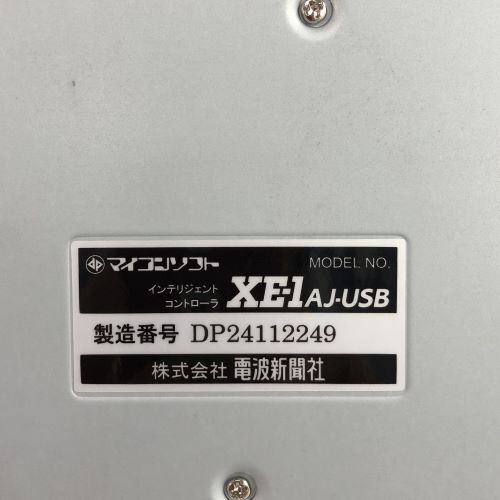 マイコンソフト MODEL NO.
インテリジェント
コントローラ XE-1 AJ-USB
製造番号 DP24112249
株式会社 電波新聞社